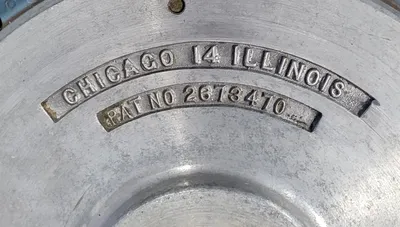 CHICAGO 14 ILLINOIS
PAT NO 2673470